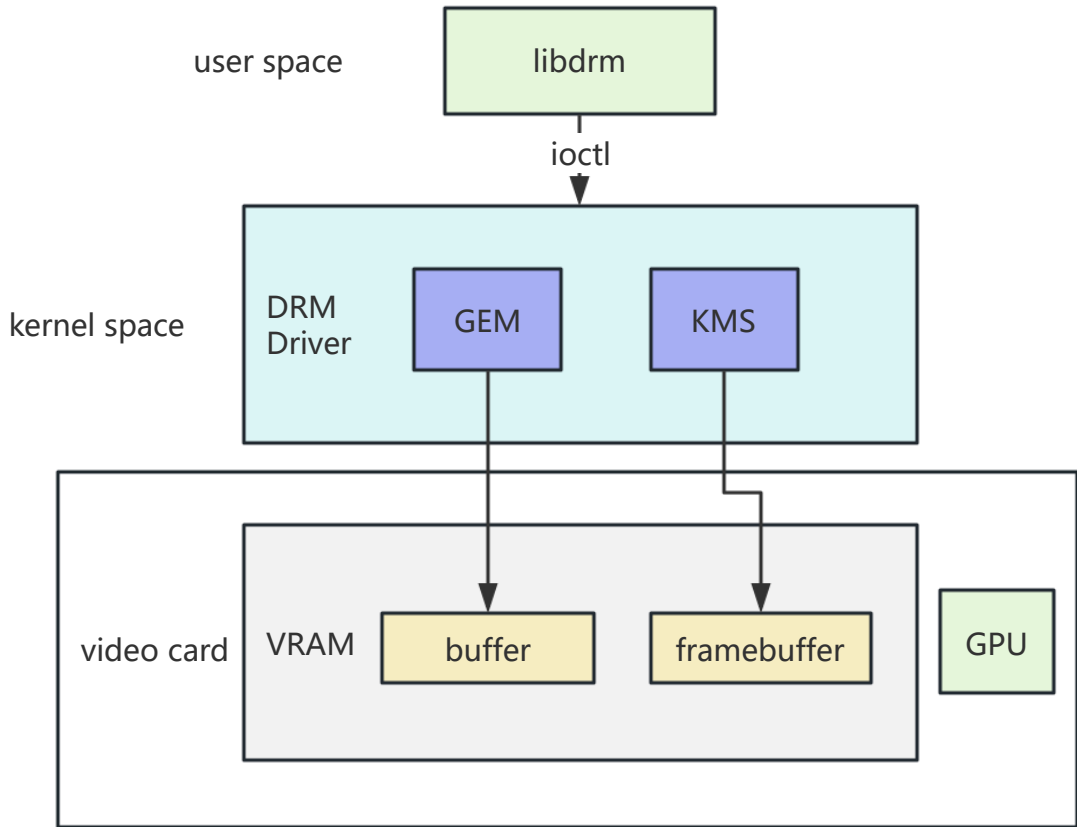 user space
libdrm
ioctl
kernel space
DRM
Driver
GEM
KMS
video card
VRAM
buffer
framebuffer
GPU